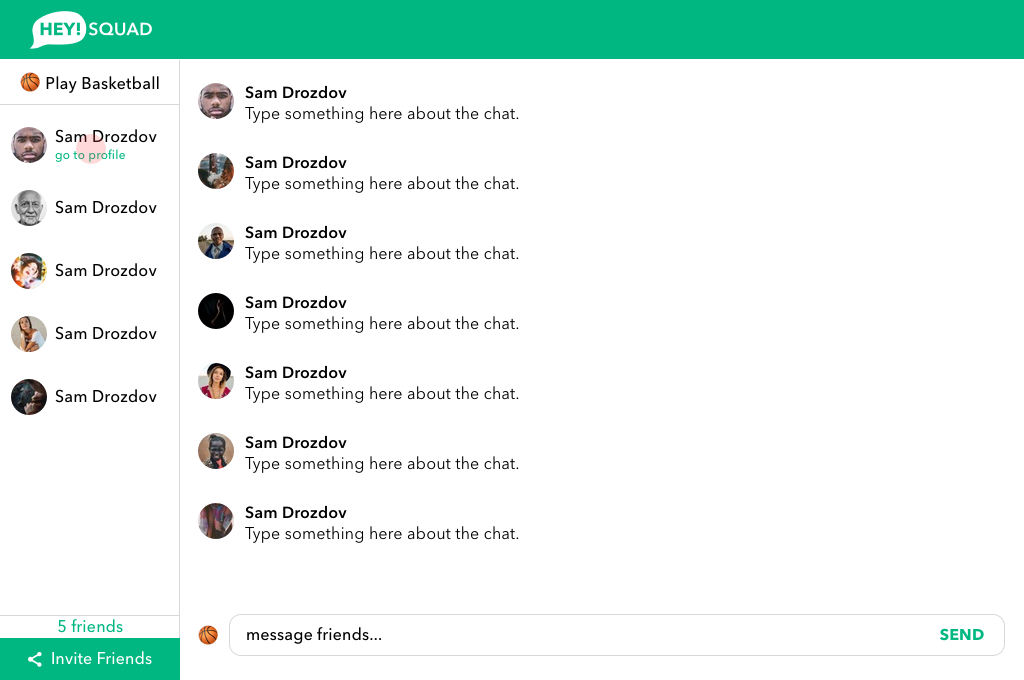 HEY! SQUAD
Play Basketball
Sam Drozdov
go to profile
Sam Drozdov
Sam Drozdov
Sam Drozdov
Sam Drozdov
5 friends
Invite Friends
Sam Drozdov
Type something here about the chat.
Sam Drozdov
Type something here about the chat.
Sam Drozdov
Type something here about the chat.
Sam Drozdov
Type something here about the chat.
Sam Drozdov
Type something here about the chat.
Sam Drozdov
Type something here about the chat.
Sam Drozdov
Type something here about the chat.
message friends... SEND